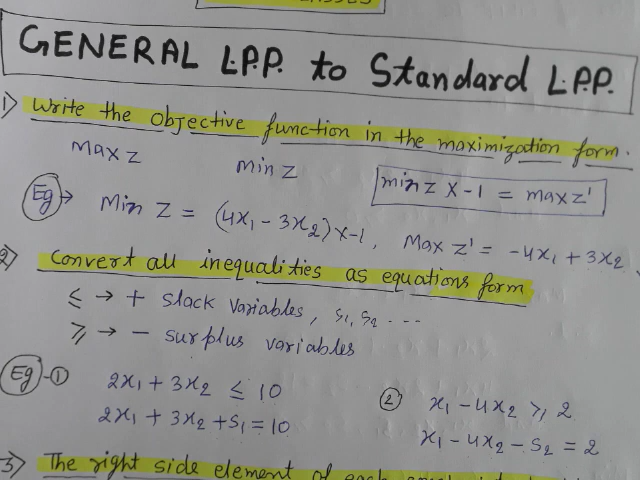 CLASSES
GENERAL L.P.P. to Standard L.P.P.
1) Write the objective function in the maximization form.
Max Z Min Z min Z X -1 = max Z'
Eg → Min Z = (4x₁ - 3x₂) x-1, Max Z' = -4x₁ + 3x₂
2) Convert all inequalities as equations form
≤ → + slack variables, s₁, s₂ ...
≥ → - surplus variables
Eg -① 2x₁ + 3x₂ ≤ 10 ② x₁ - 4x₂ ≥ 2
2x₁ + 3x₂ + S₁ = 10 x₁ - 4x₂ - S₂ = 2
3) The right side element of each